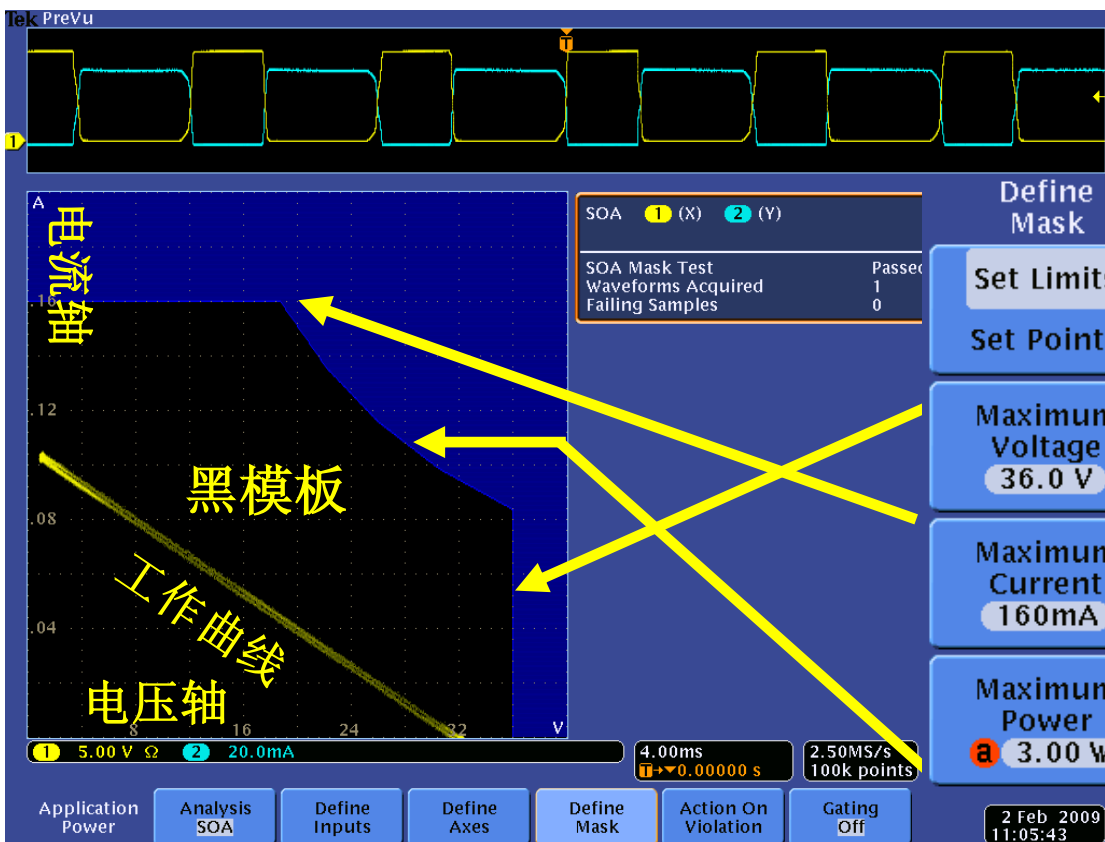 Tek PreVu
T
1
A
电流轴
.16
.12
.08
.04
黑模板
工作曲线
电压轴
8
16
24
32
V
SOA 1 (X) 2 (Y)
SOA Mask Test Passed
Waveforms Acquired 1
Failing Samples 0
Define
Mask
Set Limits
Set Point
Maximum
Voltage
36.0 V
Maximum
Current
160mA
Maximum
Power
a 3.00 W
1 5.00 V Ω 2 20.0mA
4.00ms
T→▼0.00000 s
2.50MS/s
100k points
Application
Power
Analysis
SOA
Define
Inputs
Define
Axes
Define
Mask
Action On
Violation
Gating
Off
2 Feb 2009
11:05:43